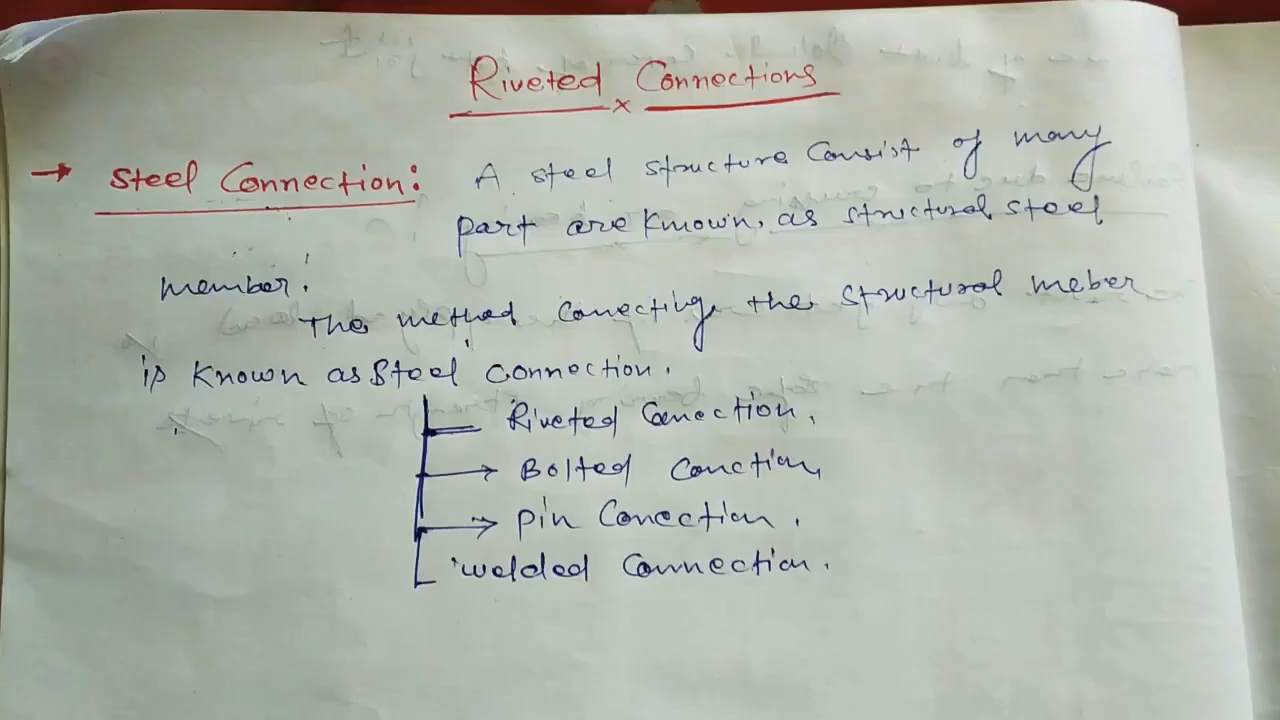 Riveted x Connections
→ Steel Connection: A steel structure Consist of many
part are known, as structural steel
member.
The method conecting the structural meber
is known as Steel connection.
Riveted Conection,
→ Bolted Conction,
→ Pin Conection.
welded Connection.